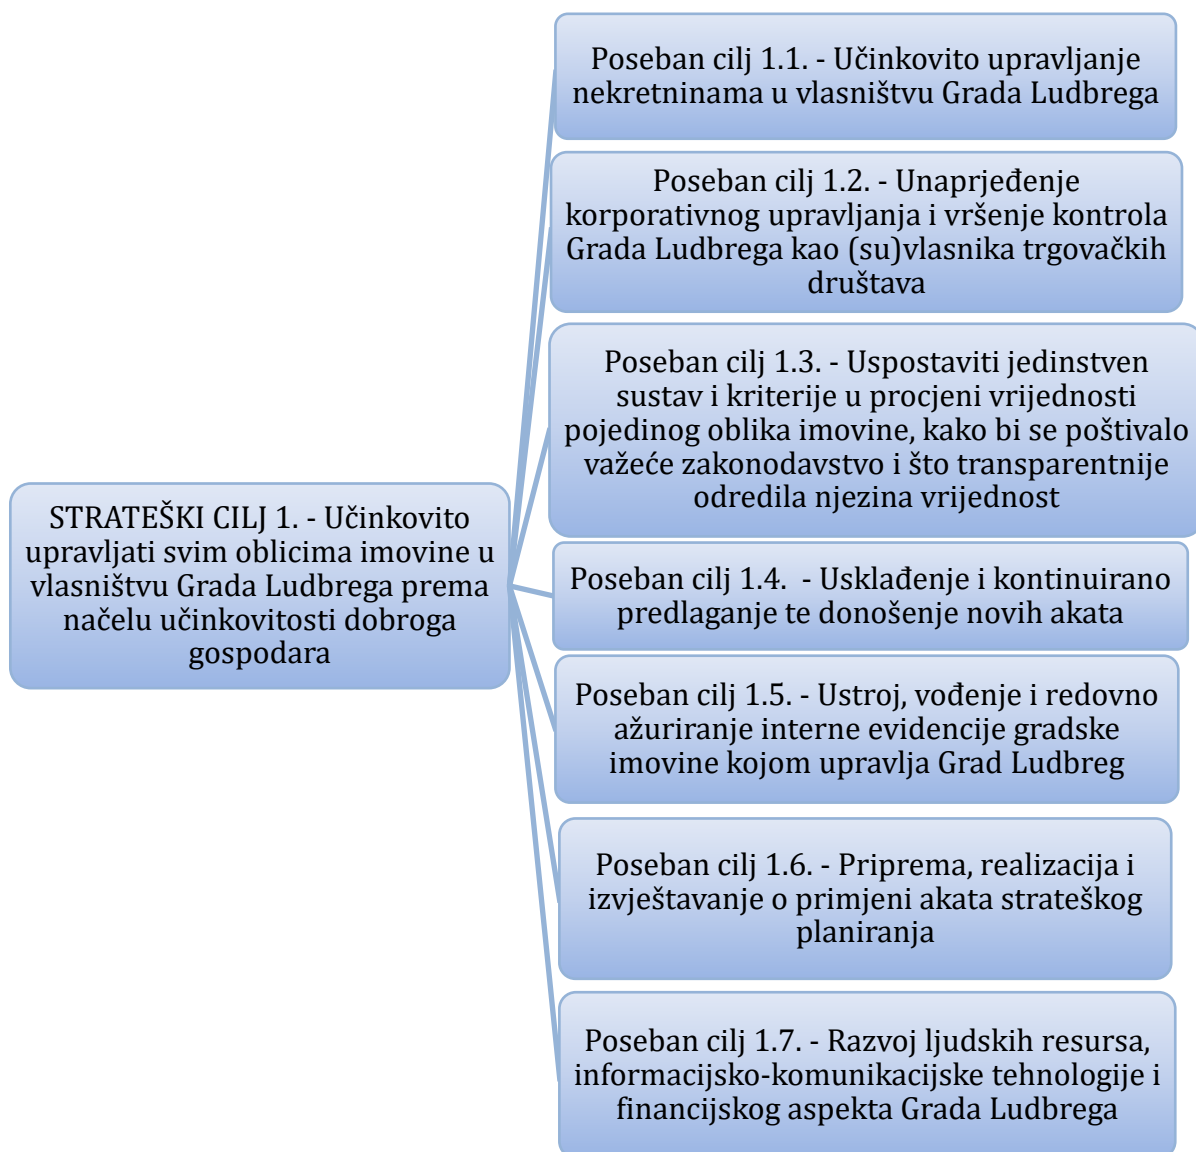 STRATEŠKI CILJ 1. - Učinkovito
upravljati svim oblicima imovine u
vlasništvu Grada Ludbrega prema
načelu učinkovitosti dobroga
gospodara
Poseban cilj 1.1. - Učinkovito upravljanje
nekretninama u vlasništvu Grada Ludbrega
Poseban cilj 1.2. - Unaprjeđenje
korporativnog upravljanja i vršenje kontrola
Grada Ludbrega kao (su)vlasnika trgovačkih
društava
Poseban cilj 1.3. - Uspostaviti jedinstven
sustav i kriterije u procjeni vrijednosti
pojedinog oblika imovine, kako bi se poštivalo
važeće zakonodavstvo i što transparentnije
odredila njezina vrijednost
Poseban cilj 1.4.  - Usklađenje i kontinuirano
predlaganje te donošenje novih akata
Poseban cilj 1.5. - Ustroj, vođenje i redovno
ažuriranje interne evidencije gradske
imovine kojom upravlja Grad Ludbreg
Poseban cilj 1.6. - Priprema, realizacija i
izvještavanje o primjeni akata strateškog
planiranja
Poseban cilj 1.7. - Razvoj ljudskih resursa,
informacijsko-komunikacijske tehnologije i
financijskog aspekta Grada Ludbrega